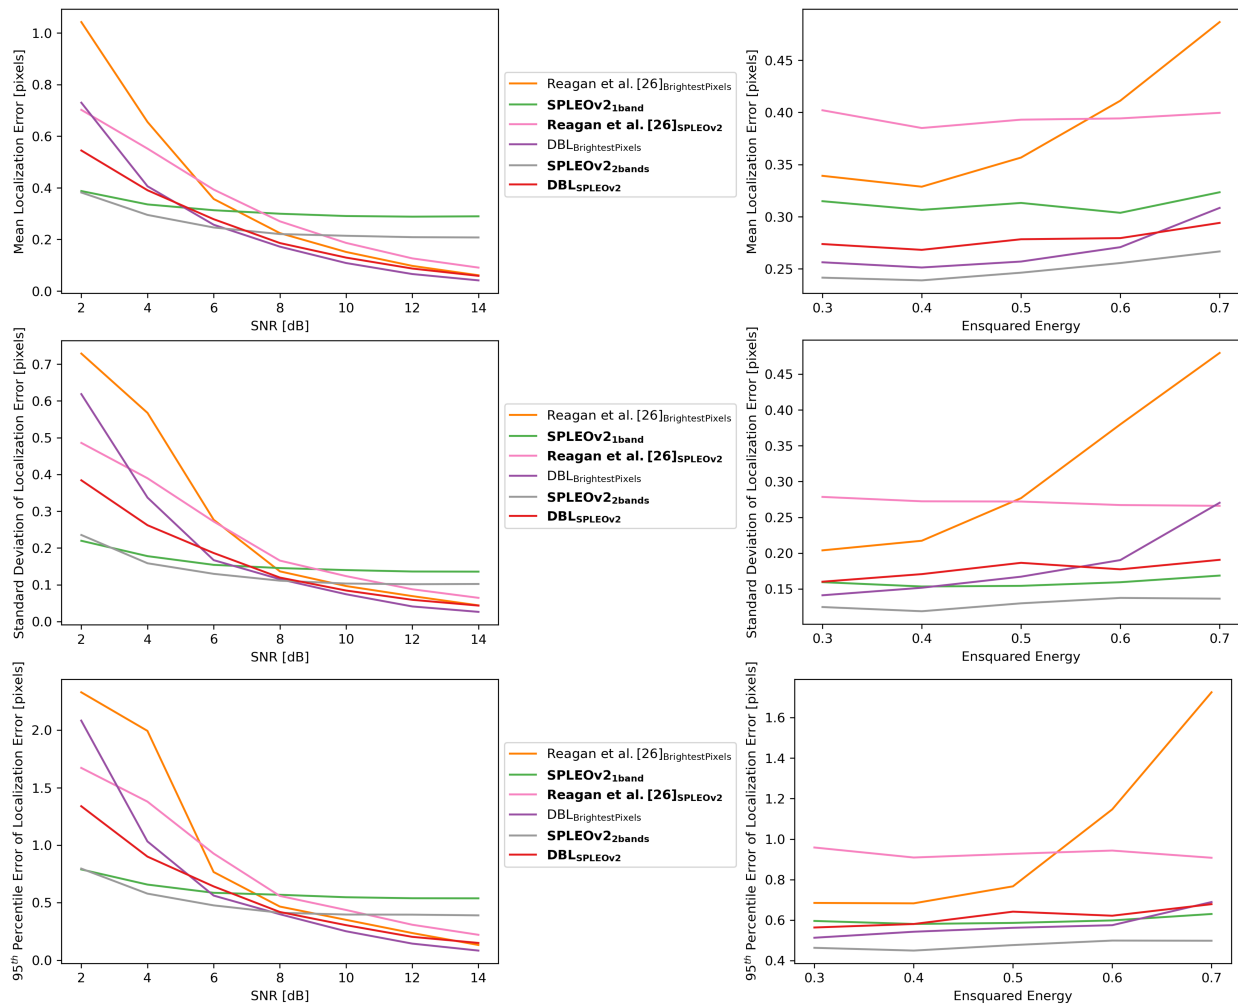 Mean Localization Error [pixels]
1.0
0.8
0.6
0.4
0.2
0.0
2 4 6 8 10 12 14
SNR [dB]
Reagan et al. [26]BrightestPixels
SPLEOv21band
Reagan et al. [26]SPLEOv2
DBLBrightestPixels
SPLEOv22bands
DBLSPLEOv2
Mean Localization Error [pixels]
0.45
0.40
0.35
0.30
0.25
0.3 0.4 0.5 0.6 0.7
Ensquared Energy
Standard Deviation of Localization Error [pixels]
0.7
0.6
0.5
0.4
0.3
0.2
0.1
0.0
2 4 6 8 10 12 14
SNR [dB]
Reagan et al. [26]BrightestPixels
SPLEOv21band
Reagan et al. [26]SPLEOv2
DBLBrightestPixels
SPLEOv22bands
DBLSPLEOv2
Standard Deviation of Localization Error [pixels]
0.45
0.40
0.35
0.30
0.25
0.20
0.15
0.3 0.4 0.5 0.6 0.7
Ensquared Energy
95th Percentile Error of Localization Error [pixels]
2.0
1.5
1.0
0.5
0.0
2 4 6 8 10 12 14
SNR [dB]
Reagan et al. [26]BrightestPixels
SPLEOv21band
Reagan et al. [26]SPLEOv2
DBLBrightestPixels
SPLEOv22bands
DBLSPLEOv2
95th Percentile Error of Localization Error [pixels]
1.6
1.4
1.2
1.0
0.8
0.6
0.4
0.3 0.4 0.5 0.6 0.7
Ensquared Energy